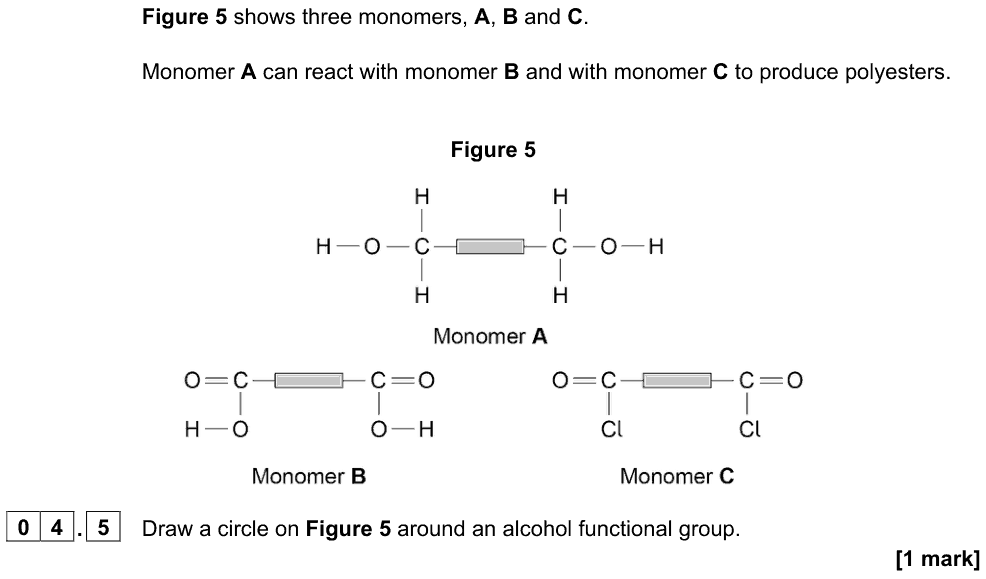 Figure 5 shows three monomers, A, B and C.
Monomer A can react with monomer B and with monomer C to produce polyesters.
Figure 5
H H
H O C C O H
H H
Monomer A
O C C O O C C O
H O O H Cl Cl
Monomer B Monomer C
0 4 . 5 Draw a circle on Figure 5 around an alcohol functional group.
[1 mark]